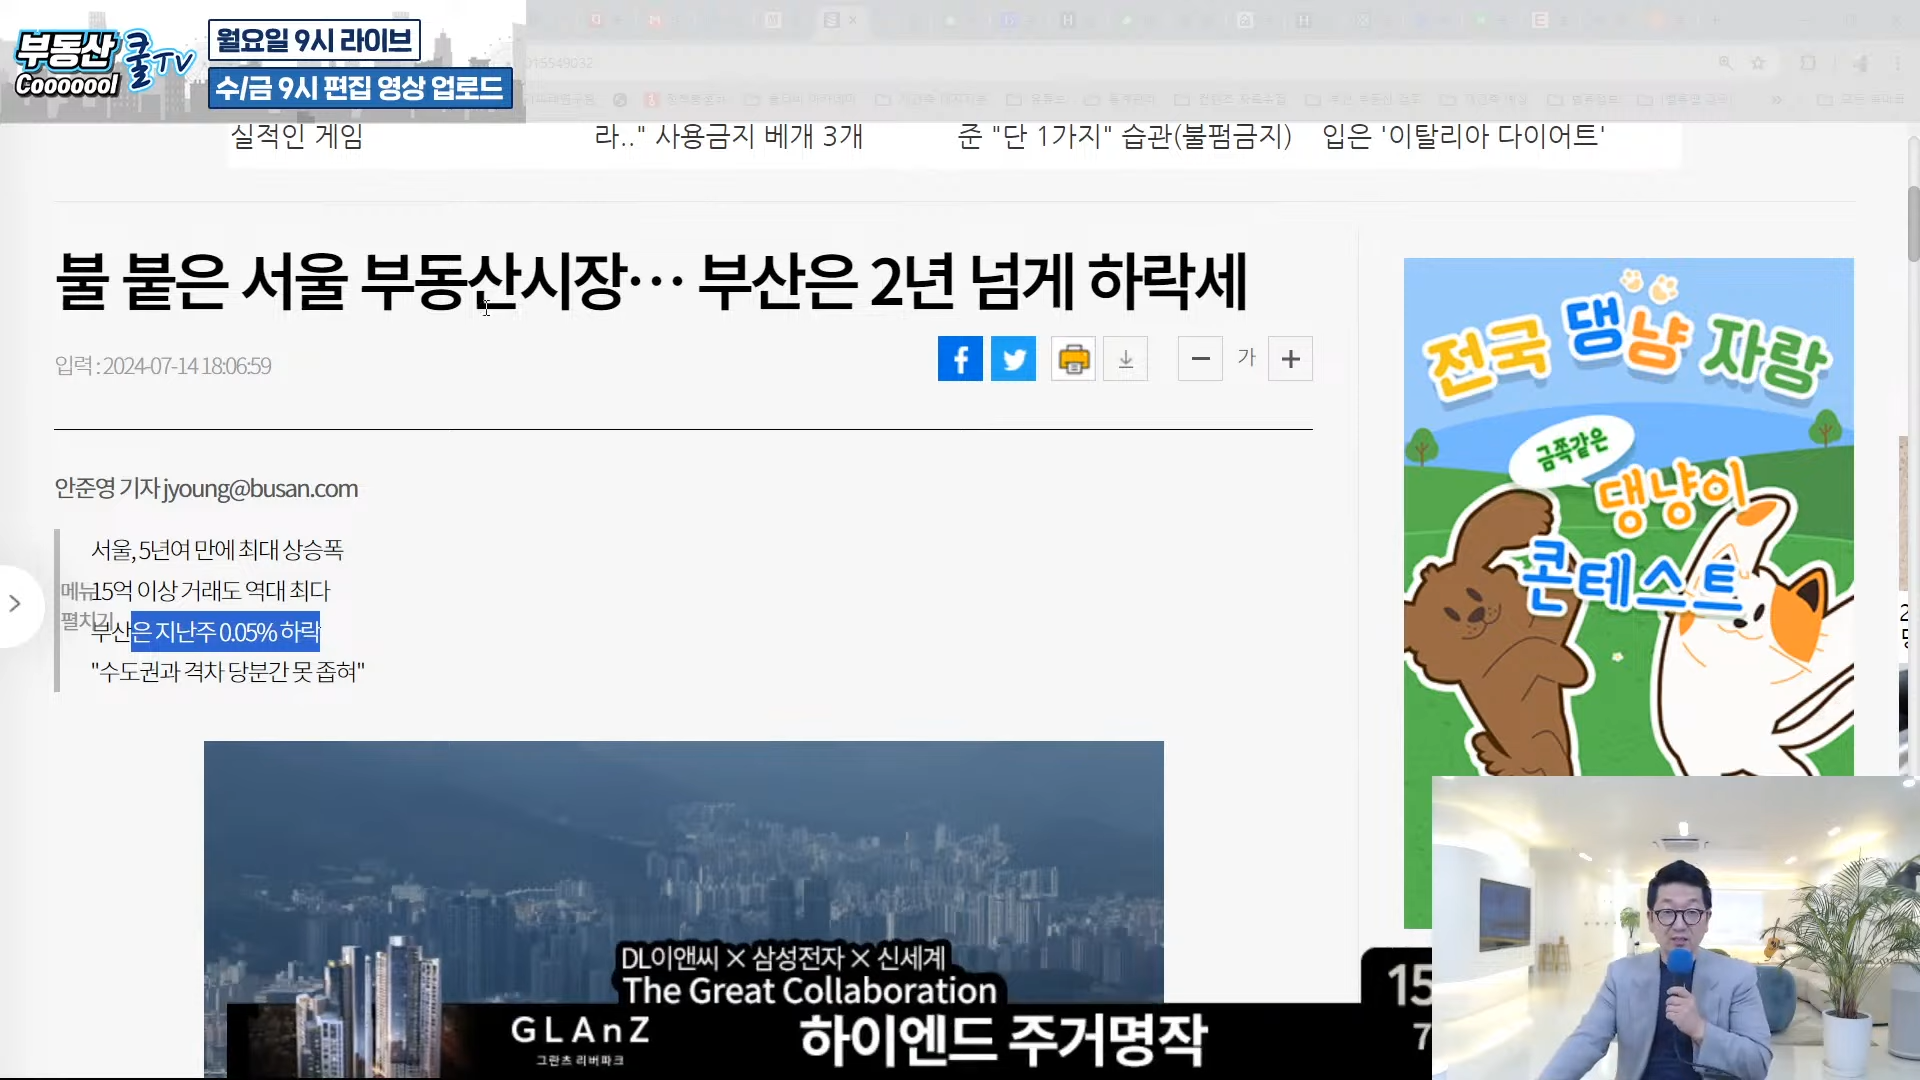 부동산
Cooooool
쿨TV
월요일 9시 라이브
수/금 9시 편집 영상 업로드
015549032
실적인 게임
라.." 사용금지 베개 3개
준 "단 1가지" 습관(불펌금지)
입은 '이탈리아 다이어트'
불 붙은 서울 부동산시장… 부산은 2년 넘게 하락세
입력 : 2024-07-14 18:06:59
가
안준영 기자 jyoung@busan.com
서울, 5년여 만에 최대 상승폭
15억 이상 거래도 역대 최다
부산은 지난주 0.05% 하락
"수도권과 격차 당분간 못 좁혀"
메뉴
펼치기
전국 댕냥 자랑
금쪽같은
댕냥이
콘테스트
DL이앤씨 × 삼성전자 × 신세계
The Great Collaboration
GLAnZ
그란츠 리버파크
하이엔드 주거명작
15
7
2